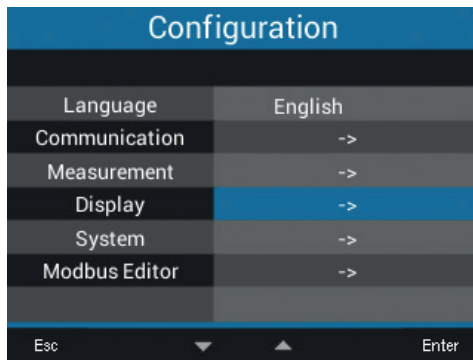 Configuration
Language English
Communication ->
Measurement ->
Display ->
System ->
Modbus Editor ->
Esc Enter